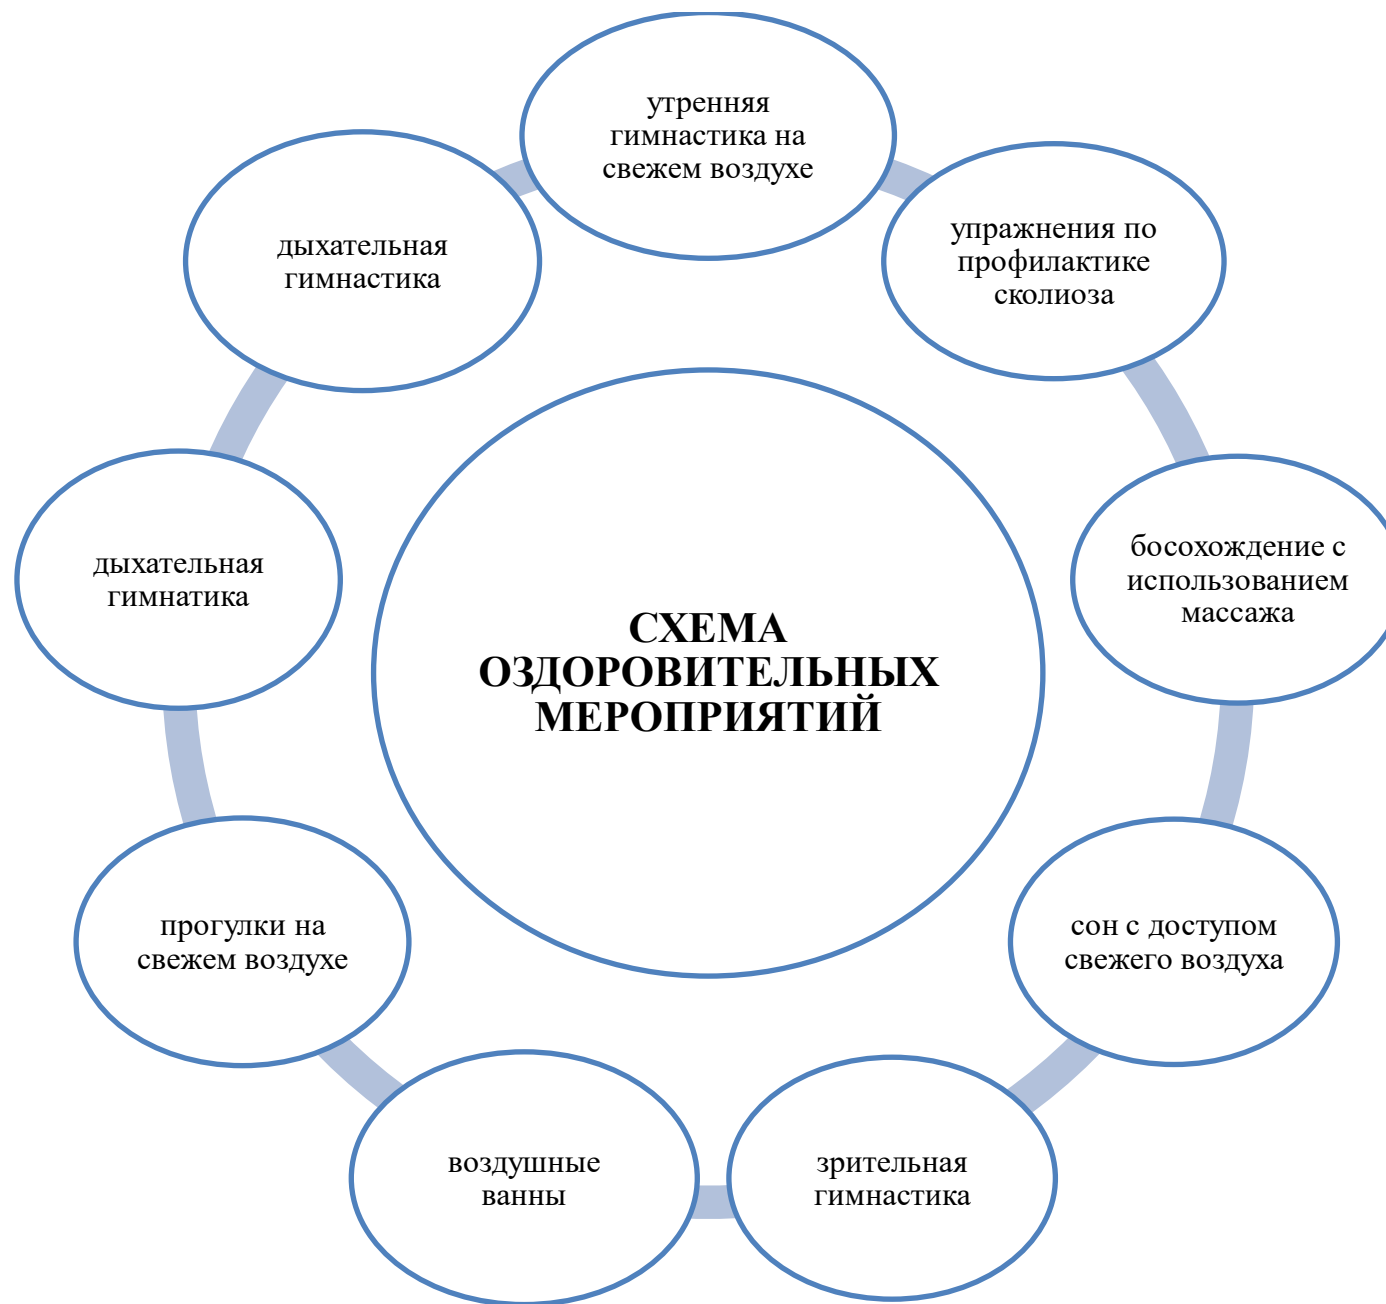 утренняя
гимнастика на
свежем воздухе
упражнения по
профилактике
сколиоза
босохождение с
использованием
массажа
сон с доступом
свежего воздуха
зрительная
гимнастика
воздушные
ванны
прогулки на
свежем воздухе
дыхательная
гимнатика
дыхательная
гимнастика
СХЕМА
ОЗДОРОВИТЕЛЬНЫХ
МЕРОПРИЯТИЙ